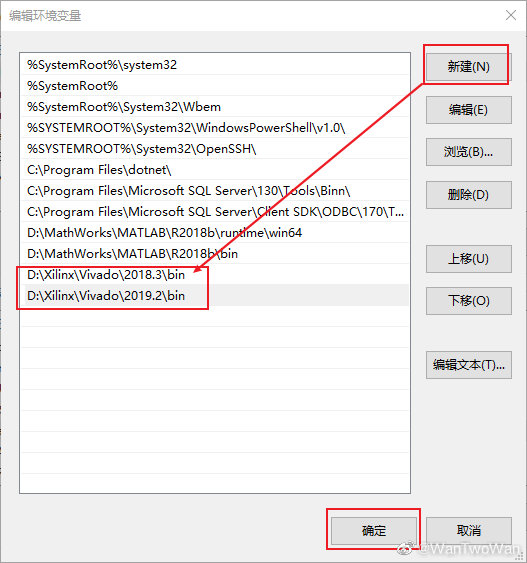 编辑环境变量
%SystemRoot%\system32
%SystemRoot%
%SystemRoot%\System32\Wbem
%SYSTEMROOT%\System32\WindowsPowerShell\v1.0\
%SYSTEMROOT%\System32\OpenSSH\
C:\Program Files\dotnet\
C:\Program Files\Microsoft SQL Server\130\Tools\Binn\
C:\Program Files\Microsoft SQL Server\Client SDK\ODBC\170\T...
D:\MathWorks\MATLAB\R2018b\runtime\win64
D:\MathWorks\MATLAB\R2018b\bin
D:\Xilinx\Vivado\2018.3\bin
D:\Xilinx\Vivado\2019.2\bin
新建(N)
编辑(E)
浏览(B)...
删除(D)
上移(U)
下移(O)
编辑文本(T)...
确定
取消
@WanTwoWan